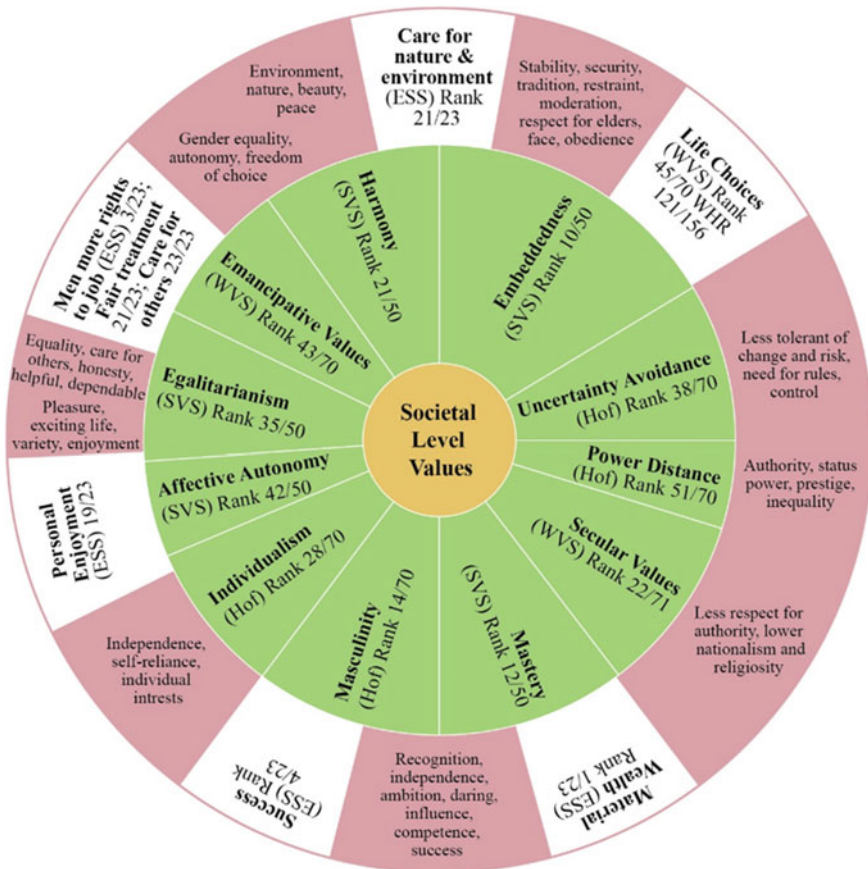 Care for
nature &
environment
(ESS) Rank
21/23
Stability, security,
tradition, restraint,
moderation,
respect for elders,
face, obedience
Life Choices
(WVS) Rank
45/70 WHR
121/156
Less tolerant of
change and risk,
need for rules,
control
Authority, status
power, prestige,
inequality
Less respect for
authority, lower
nationalism and
religiosity
Material
Wealth (ESS)
Rank 1/23
Recognition,
independence,
ambition, daring,
influence,
competence,
success
Success
(ESS) Rank
4/23
Independence,
self-reliance,
individual
intrests
Personal
Enjoyment
(ESS) 19/23
Equality, care for
others, honesty,
helpful, dependable
Pleasure,
exciting life,
variety, enjoyment
Men more rights
to job (ESS) 3/23;
Fair treatment
21/23; Care for
others 23/23
Environment,
nature, beauty,
peace
Gender equality,
autonomy, freedom
of choice
Embeddedness
(SVS) Rank 10/50
Uncertainty Avoidance
(Hof) Rank 38/70
Power Distance
(Hof) Rank 51/70
Secular Values
(WVS) Rank 22/71
Mastery
(SVS) Rank 12/50
Masculinity
(Hof) Rank 14/70
Individualism
(Hof) Rank 28/70
Affective Autonomy
(SVS) Rank 42/50
Egalitarianism
(SVS) Rank 35/50
Emancipative Values
(WVS) Rank 43/70
Harmony
(SVS) Rank 21/50
Societal
Level
Values